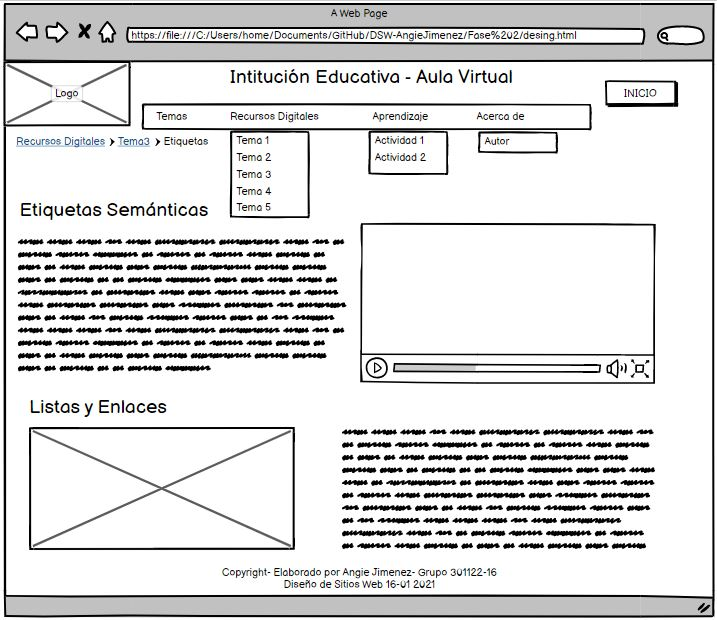 A Web Page
https://file:///C:/Users/home/Documents/GitHub/DSW-AngieJimenez/Fase%202/desing.html
Logo
Intitución Educativa - Aula Virtual
INICIO
Temas Recursos Digitales Aprendizaje Acerca de
Recursos Digitales > Tema3 > Etiquetas
Tema 1
Tema 2
Tema 3
Tema 4
Tema 5
Actividad 1
Actividad 2
Autor
Etiquetas Semánticas
Listas y Enlaces
Copyright- Elaborado por Angie Jimenez- Grupo 301122-16
Diseño de Sitios Web 16-01 2021